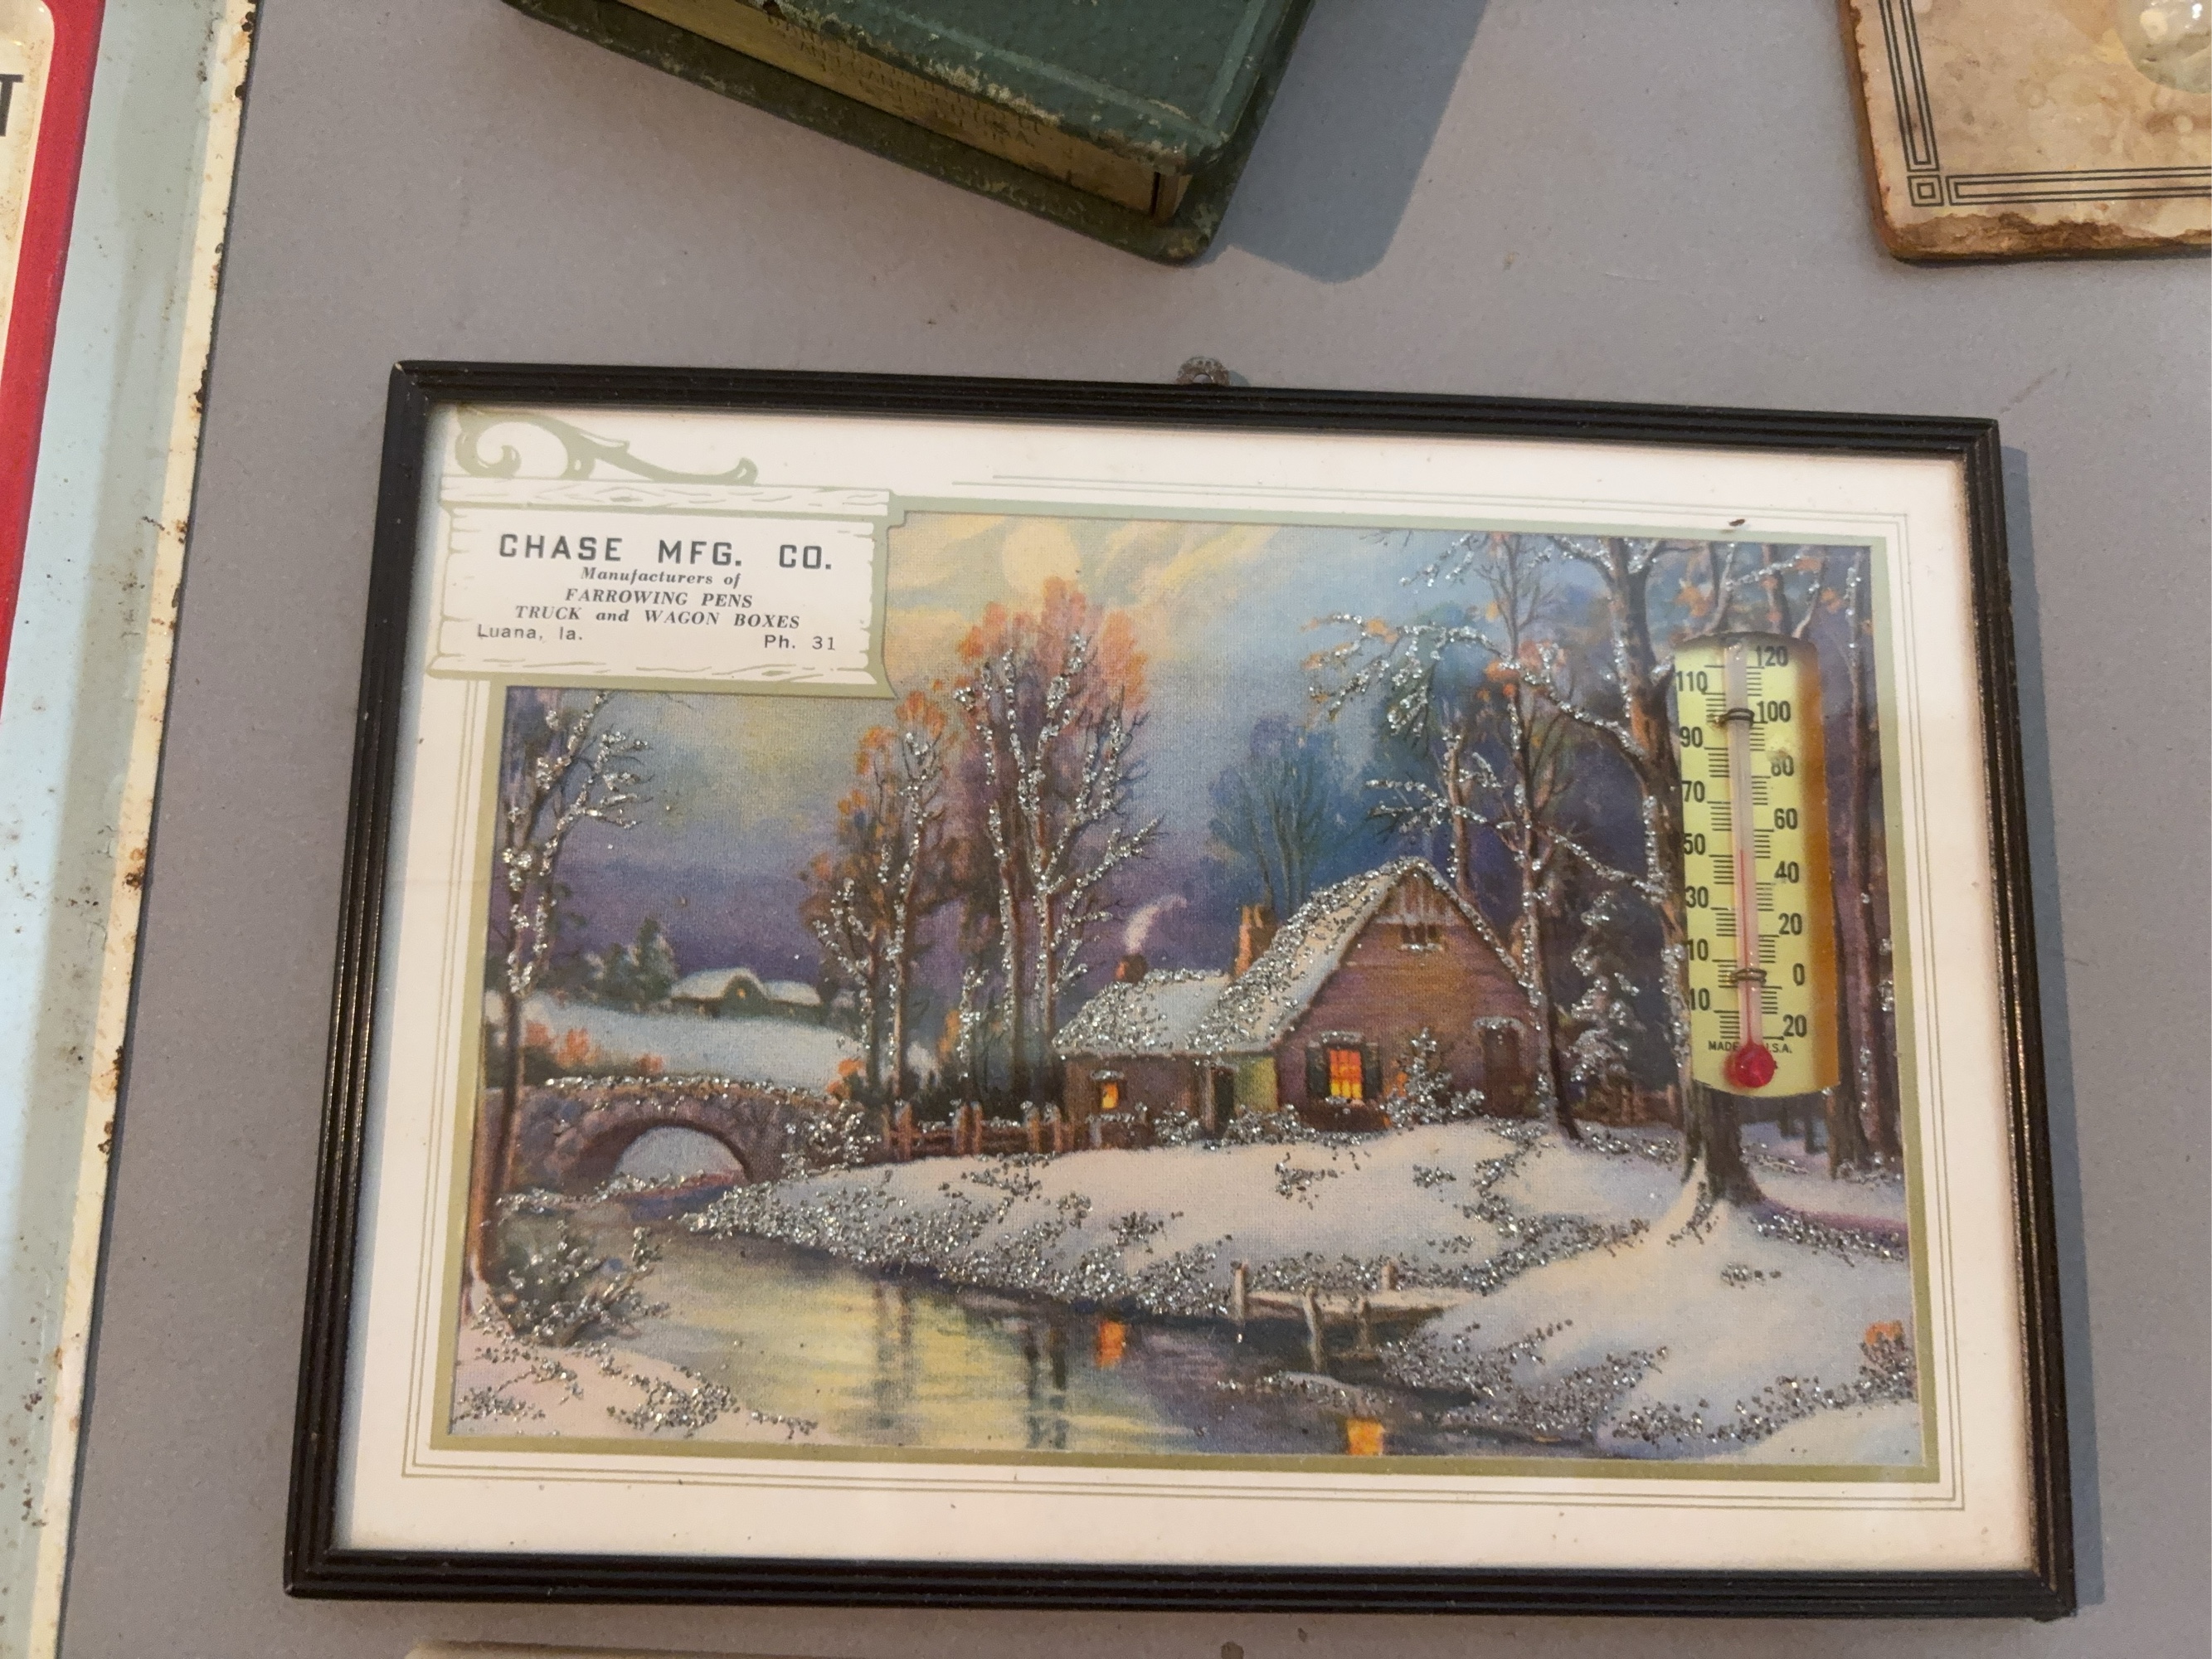 T
CHASE MFG. CO.
Manufacturers of
FARROWING PENS
TRUCK and WAGON BOXES
Luana, Ia. Ph. 31
120
110
100
90
80
70
60
50
40
30
20
10
0
10
20
MADE U.S.A.